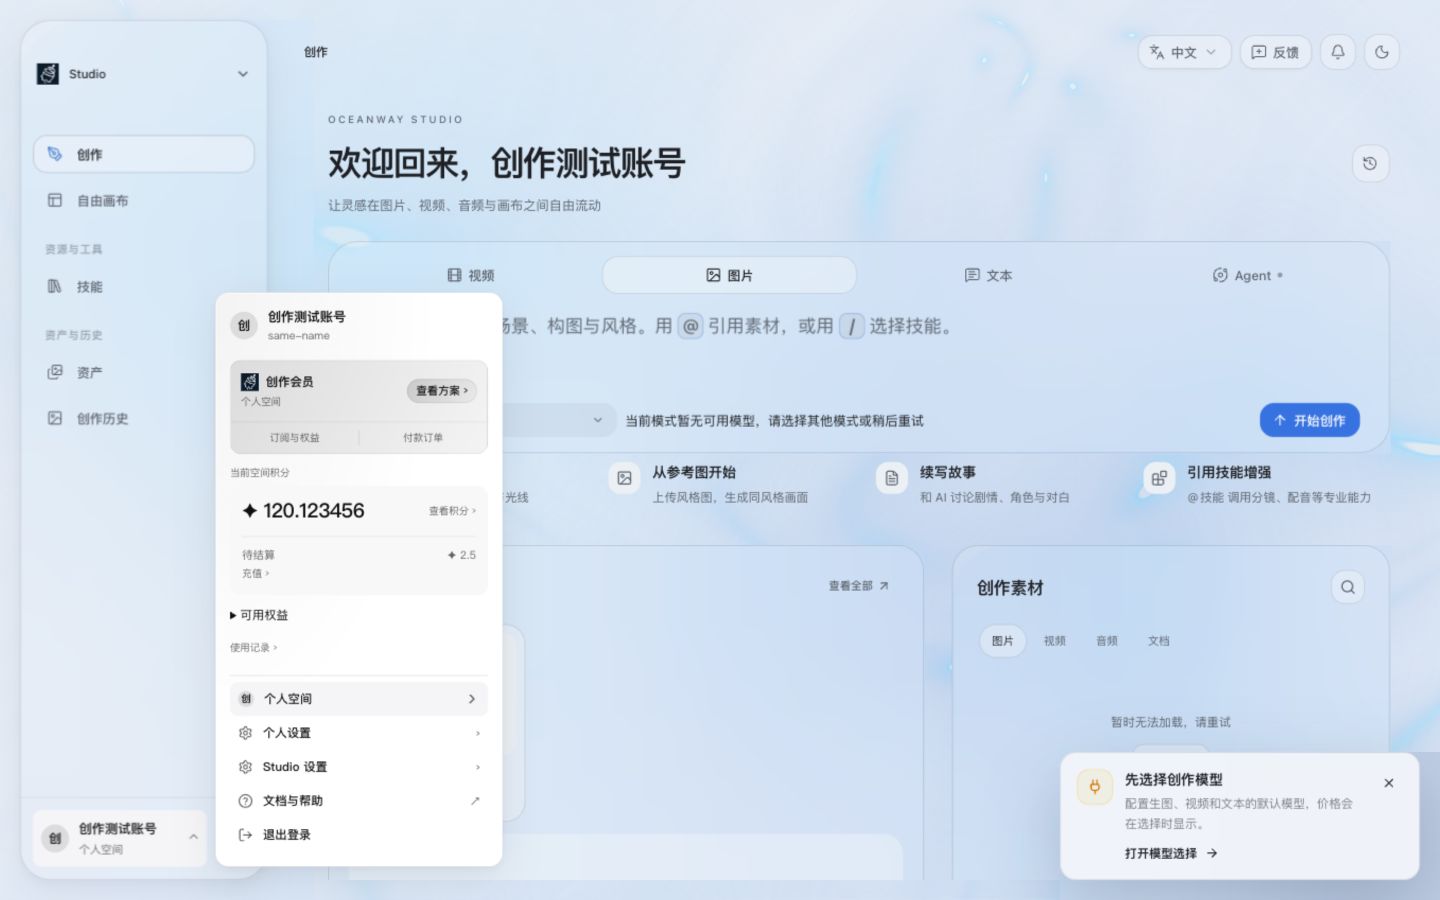 Studio
创作
自由画布
资源与工具
技能
资产与历史
资产
创作历史
创
创作测试账号
个人空间
创作
中文
反馈
OCEANWAY STUDIO
欢迎回来，创作测试账号
让灵感在图片、视频、音频与画布之间自由流动
视频
图片
文本
Agent
景、构图与风格。用 @ 引用素材，或用 / 选择技能。
当前模式暂无可用模型，请选择其他模式或稍后重试
开始创作
光线
从参考图开始
上传风格图，生成同风格画面
续写故事
和 AI 讨论剧情、角色与对白
引用技能增强
@技能 调用分镜、配音等专业能力
查看全部
创作素材
图片
视频
音频
文档
暂时无法加载，请重试
创
创作测试账号
same-name
创作会员
个人空间
查看方案 ›
订阅与权益
付款订单
当前空间积分
120.123456
查看积分 ›
待结算
2.5
充值 ›
可用权益
使用记录 ›
创
个人空间
个人设置
Studio 设置
文档与帮助
退出登录
先选择创作模型
配置生图、视频和文本的默认模型，价格会
在选择时显示。
打开模型选择 →